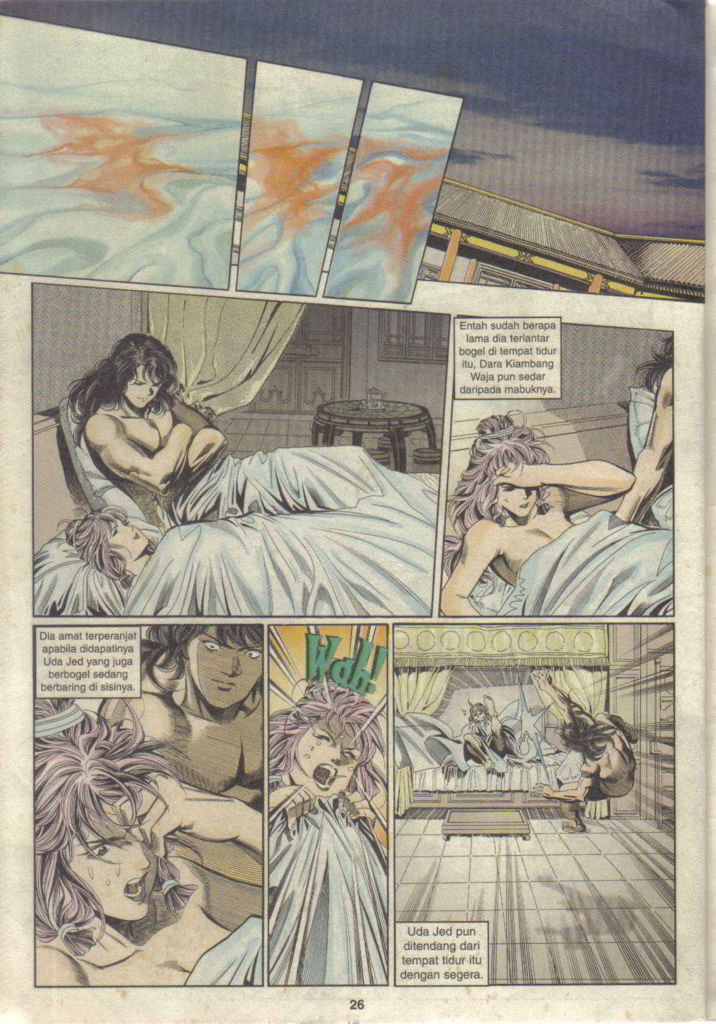 Entah sudah berapa
lama dia terlantar
bogel di tempat tidur
itu, Dara Kiambang
Waja pun sedar
daripada mabuknya.
Dia amat terperanjat
apabila didapatinya
Uda Jed yang juga
berbogel sedang
berbaring di sisinya.
Wah!
Uda Jed pun
ditendang dari
tempat tidur itu
dengan segera.
26